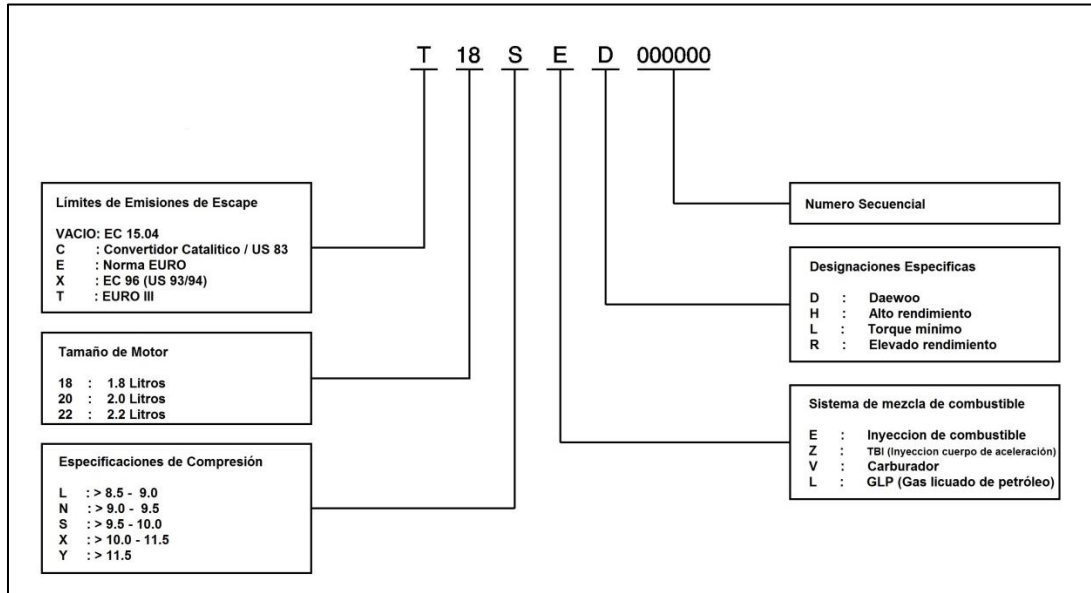 T 18 S E D 000000
Límites de Emisiones de Escape
VACIO: EC 15.04
C : Convertidor Catalitico / US 83
E : Norma EURO
X : EC 96 (US 93/94)
T : EURO III
Tamaño de Motor
18 : 1.8 Litros
20 : 2.0 Litros
22 : 2.2 Litros
Especificaciones de Compresión
L : > 8.5 - 9.0
N : > 9.0 - 9.5
S : > 9.5 - 10.0
X : > 10.0 - 11.5
Y : > 11.5
Numero Secuencial
Designaciones Especificas
D : Daewoo
H : Alto rendimiento
L : Torque mínimo
R : Elevado rendimiento
Sistema de mezcla de combustible
E : Inyeccion de combustible
Z : TBI (Inyeccion cuerpo de aceleración)
V : Carburador
L : GLP (Gas licuado de petróleo)